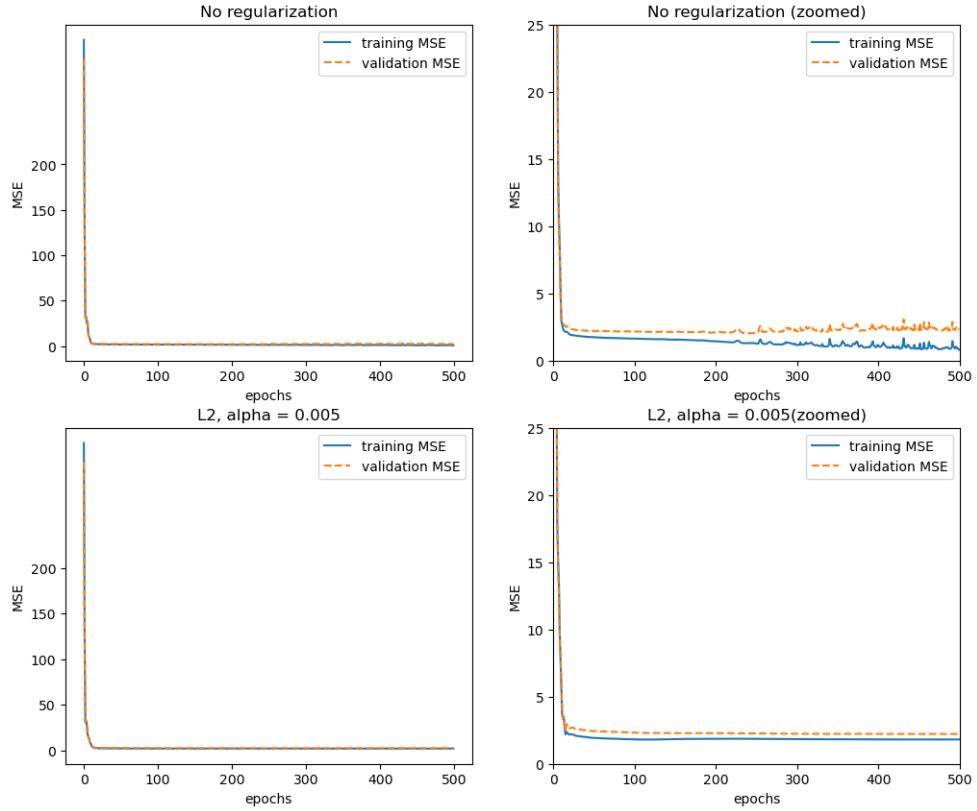 No regularization
training MSE
validation MSE
MSE
200
150
100
50
0
0 100 200 300 400 500
epochs
No regularization (zoomed)
training MSE
validation MSE
MSE
25
20
15
10
5
0
0 100 200 300 400 500
epochs
L2, alpha = 0.005
training MSE
validation MSE
MSE
200
150
100
50
0
0 100 200 300 400 500
epochs
L2, alpha = 0.005(zoomed)
training MSE
validation MSE
MSE
25
20
15
10
5
0
0 100 200 300 400 500
epochs